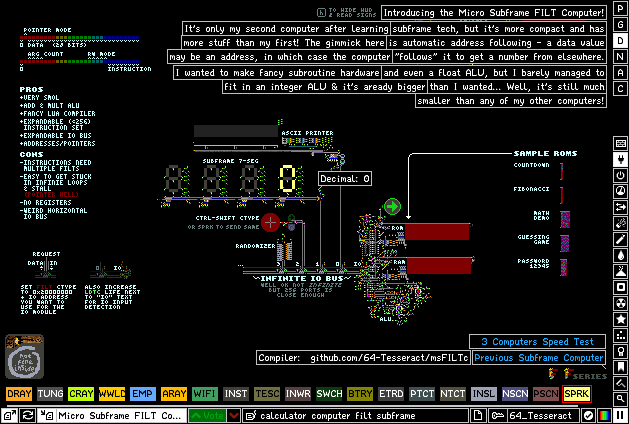 TO HIDE HUD
& READ SIGNS
Introducing the Micro Subframe FILT Computer!
It's only my second computer after learning subframe tech, but it's more compact and has
more stuff than my first! The gimmick here is automatic address following - a data value
may be an address, in which case the computer "follows" it to get a number from elsewhere.
I wanted to make fancy subroutine hardware and even a float ALU, but I barely managed to
fit in an integer ALU & it's already bigger than I wanted... Well, it's still much
smaller than any of my other computers!
POINTER MODE
0 DATA (28 BITS)
ARG COUNT RW MODE
INSTRUCTION
PROS
+VERY SMOL
+ADD & MULT ALU
+FANCY LUA COMPILER
+EXPANDABLE (<256)
INSTRUCTION SET
+EXPANDABLE IO BUS
+ADDRESSES/POINTERS
CONS
-INSTRUCTIONS NEED
MULTIPLE FILTS
-EASY TO GET STUCK
IN INFINITE LOOPS
& STALL
-NO REGISTERS
-WEIRD HORIZONTAL
IO BUS
ASCII PRINTER
SUBFRAME 7-SEG
Decimal: 0
CTRL-SHIFT CTYPE
OR SPRK TO SEND SAME
RANDOMIZER
3 2 1 0 IO
INFINITE IO BUS
WELL OK NOT INFINITE
BUT 256 PORTS IS
CLOSE ENOUGH
ROM
RAM
ALU
SAMPLE ROMS
COUNTDOWN
FIBONACCI
MATH
DEMO
GUESSING
GAME
PASSWORD
12345
REQUEST
DATA IN
IO
SET FILT CTYPE
TO 0x20000000
+ IO ADDRESS
YOU WANT TO
USE FOR THE
IO MODULE
ALSO INCREASE
LDTC LIFE NEXT
TO "IO" TEXT
FOR IO INPUT
DETECTION
3 Computers Speed Test
Compiler: github.com/64-Tesseract/msFILTc
Previous Subframe Computer
SERIES
DRAY TUNG CRAY WWLD EMP ARAY WIFI INST TESC INWR SWCH BTRY ETRD PTCT NTCT INSL NSCN PSCN SPRK
Micro Subframe FILT Co... Vote calculator computer filt subframe 64_Tesseract
P
G
D
N
A
C